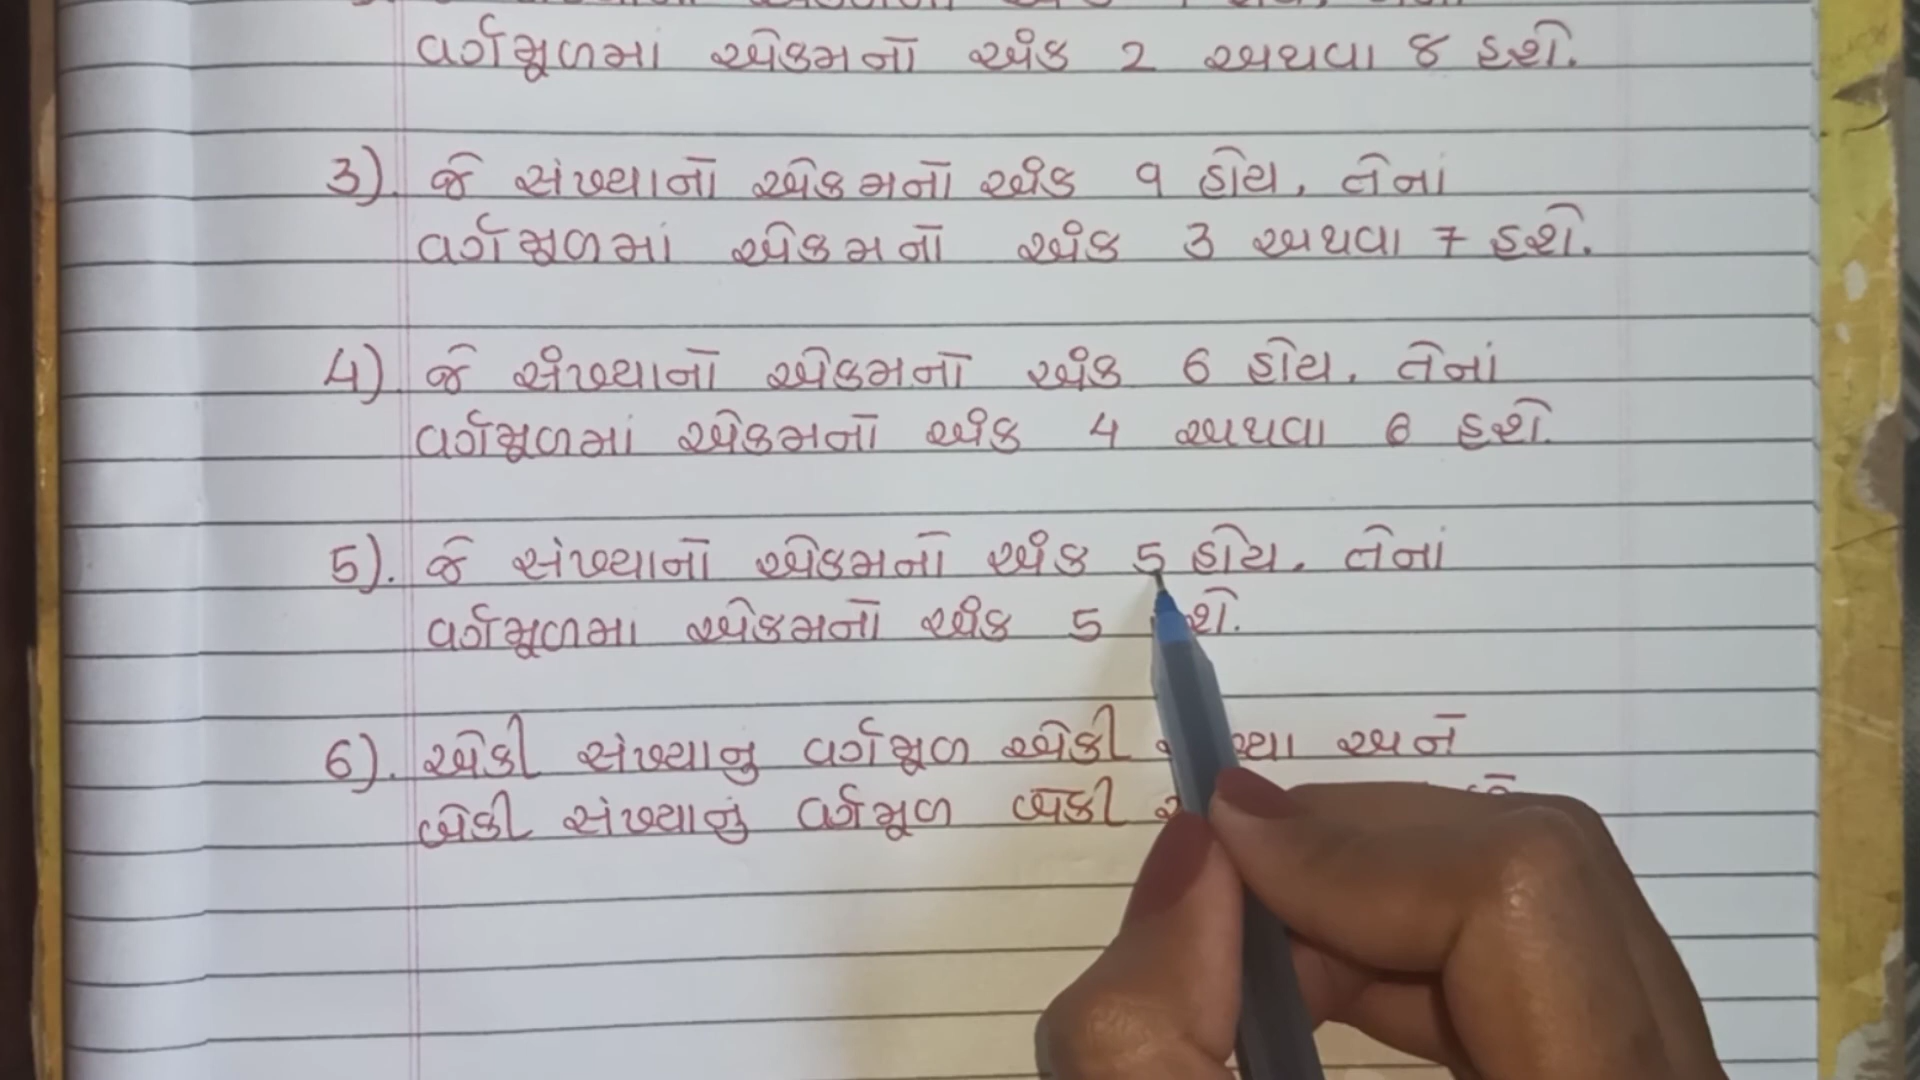 વર્ગમૂળમાં એકમનો અંક 2 અથવા 8 હશે.
3). જે સંખ્યાનો એકમનો અંક 9 હોય, તેનાં
વર્ગમૂળમાં એકમનો અંક 3 અથવા 7 હશે.
4) જે સંખ્યાનો એકમનો અંક 6 હોય, તેનાં
વર્ગમૂળમાં એકમનો અંક 4 અથવા 6 હશે
5). જે સંખ્યાનો એકમનો અંક 5 હોય, તેનાં
વર્ગમૂળમા એકમનો અંક 5
6). એકી સંખ્યાનુ વર્ગમૂળ એકી અને
બેકી સંખ્યાનું વર્ગમૂળ બેકી